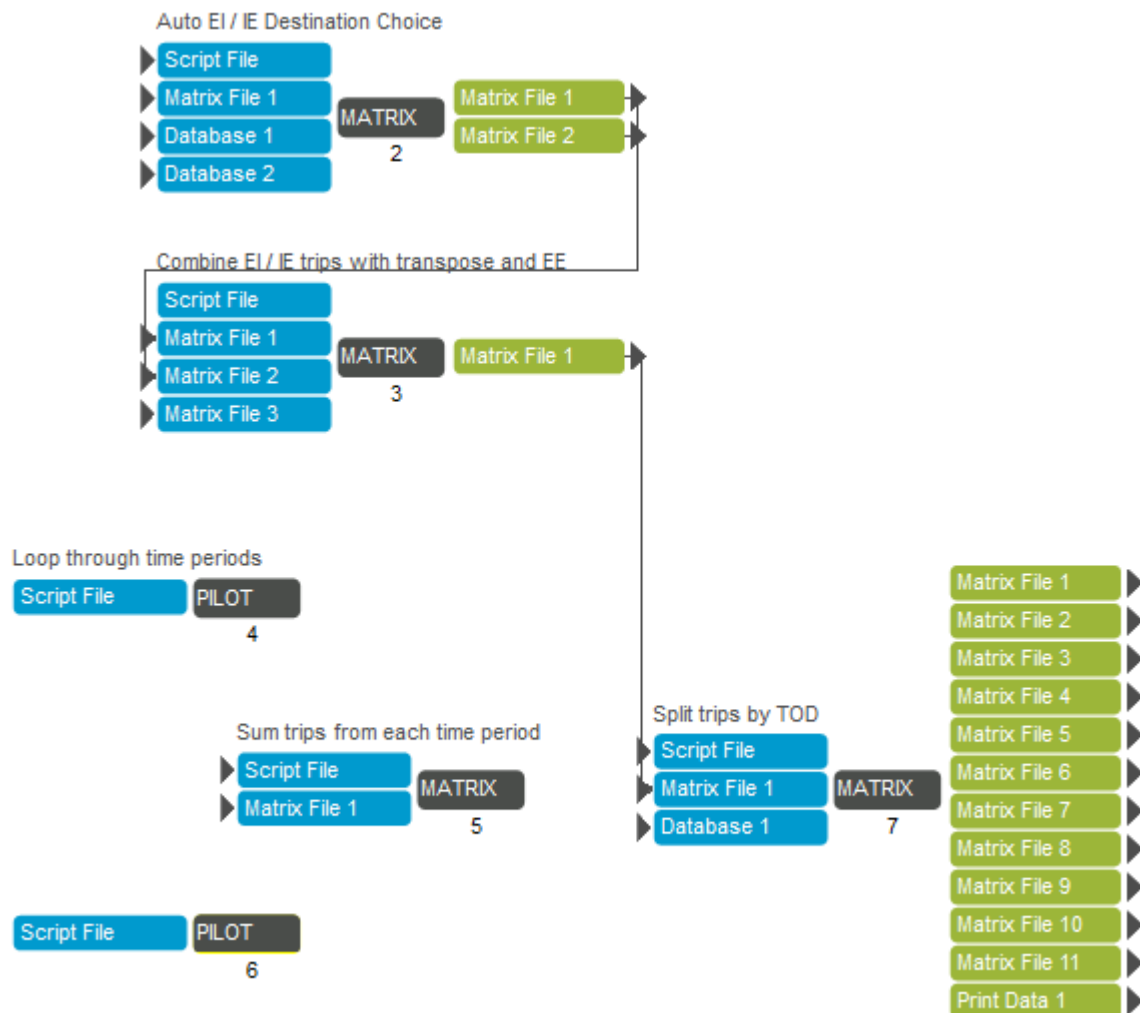 Auto EI / IE Destination Choice
Script File
Matrix File 1
Database 1
Database 2
MATRIX
2
Matrix File 1
Matrix File 2
Combine EI / IE trips with transpose and EE
Script File
Matrix File 1
Matrix File 2
Matrix File 3
MATRIX
3
Matrix File 1
Loop through time periods
Script File
PILOT
4
Sum trips from each time period
Script File
Matrix File 1
MATRIX
5
Split trips by TOD
Script File
Matrix File 1
Database 1
MATRIX
7
Matrix File 1
Matrix File 2
Matrix File 3
Matrix File 4
Matrix File 5
Matrix File 6
Matrix File 7
Matrix File 8
Matrix File 9
Matrix File 10
Matrix File 11
Print Data 1
Script File
PILOT
6